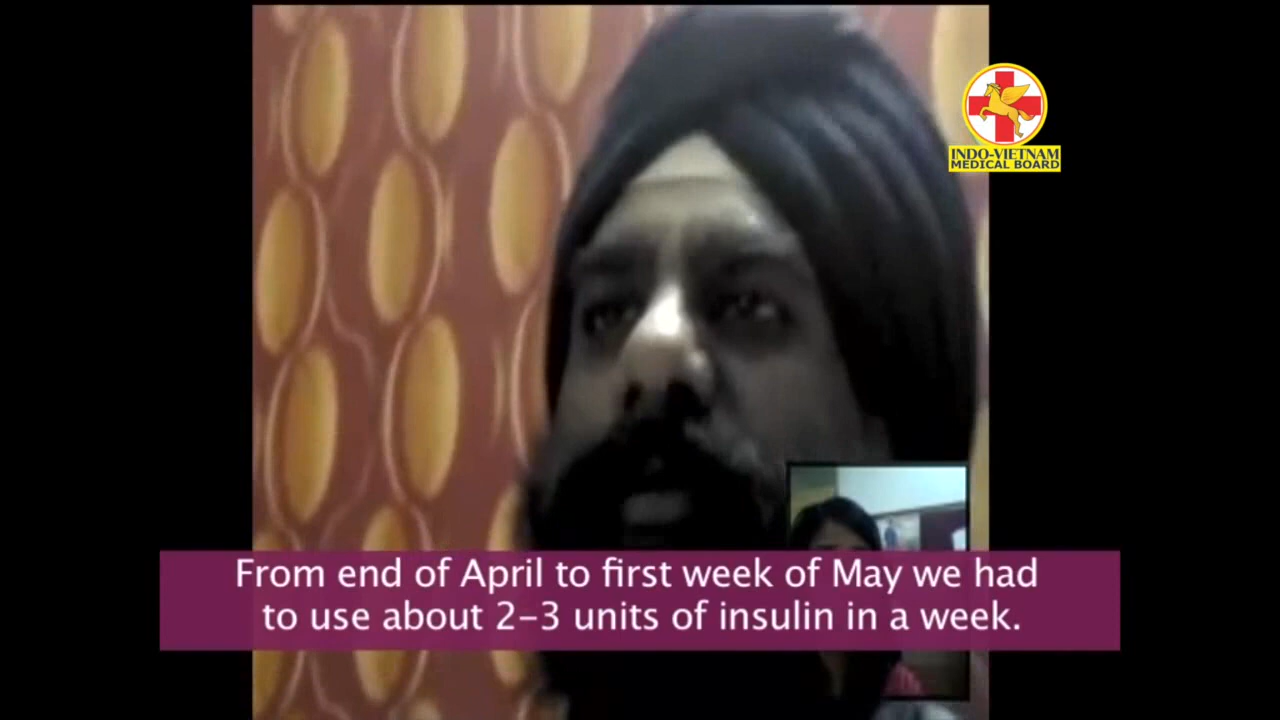 INDO-VIETNAM
MEDICAL BOARD
From end of April to first week of May we had
to use about 2-3 units of insulin in a week.